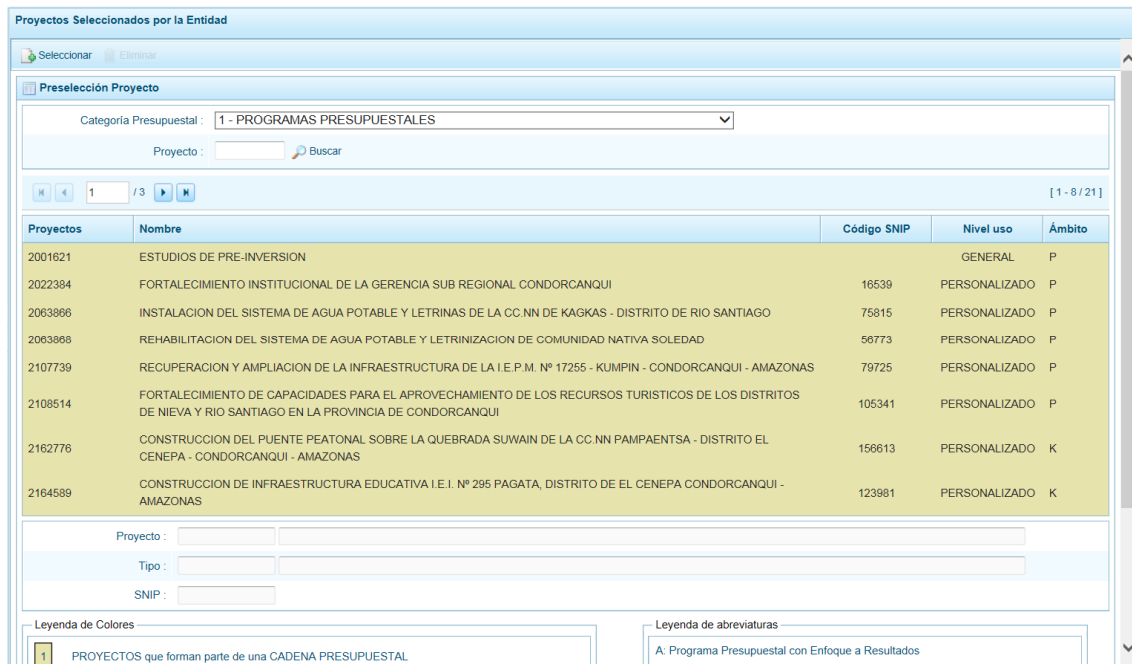 Proyectos Seleccionados por la Entidad
Seleccionar Eliminar
Preselección Proyecto
Categoría Presupuestal : 1 - PROGRAMAS PRESUPUESTALES
Proyecto : Buscar
1 / 3 [ 1 - 8 / 21 ]
Proyectos Nombre Código SNIP Nivel uso Ámbito
2001621 ESTUDIOS DE PRE-INVERSION GENERAL P
2022384 FORTALECIMIENTO INSTITUCIONAL DE LA GERENCIA SUB REGIONAL CONDORCANQUI 16539 PERSONALIZADO P
2063866 INSTALACION DEL SISTEMA DE AGUA POTABLE Y LETRINAS DE LA CC.NN DE KAGKAS - DISTRITO DE RIO SANTIAGO 75815 PERSONALIZADO P
2063868 REHABILITACION DEL SISTEMA DE AGUA POTABLE Y LETRINIZACION DE COMUNIDAD NATIVA SOLEDAD 56773 PERSONALIZADO P
2107739 RECUPERACION Y AMPLIACION DE LA INFRAESTRUCTURA DE LA I.E.P.M. Nº 17255 - KUMPIN - CONDORCANQUI - AMAZONAS 79725 PERSONALIZADO P
2108514 FORTALECIMIENTO DE CAPACIDADES PARA EL APROVECHAMIENTO DE LOS RECURSOS TURISTICOS DE LOS DISTRITOS
DE NIEVA Y RIO SANTIAGO EN LA PROVINCIA DE CONDORCANQUI 105341 PERSONALIZADO P
2162776 CONSTRUCCION DEL PUENTE PEATONAL SOBRE LA QUEBRADA SUWAIN DE LA CC.NN PAMPAENTSA - DISTRITO EL
CENEPA - CONDORCANQUI - AMAZONAS 156613 PERSONALIZADO K
2164589 CONSTRUCCION DE INFRAESTRUCTURA EDUCATIVA I.E.I. Nº 295 PAGATA, DISTRITO DE EL CENEPA CONDORCANQUI -
AMAZONAS 123981 PERSONALIZADO K
Proyecto :
Tipo :
SNIP :
Leyenda de Colores
1 PROYECTOS que forman parte de una CADENA PRESUPUESTAL
Leyenda de abreviaturas
A: Programa Presupuestal con Enfoque a Resultados